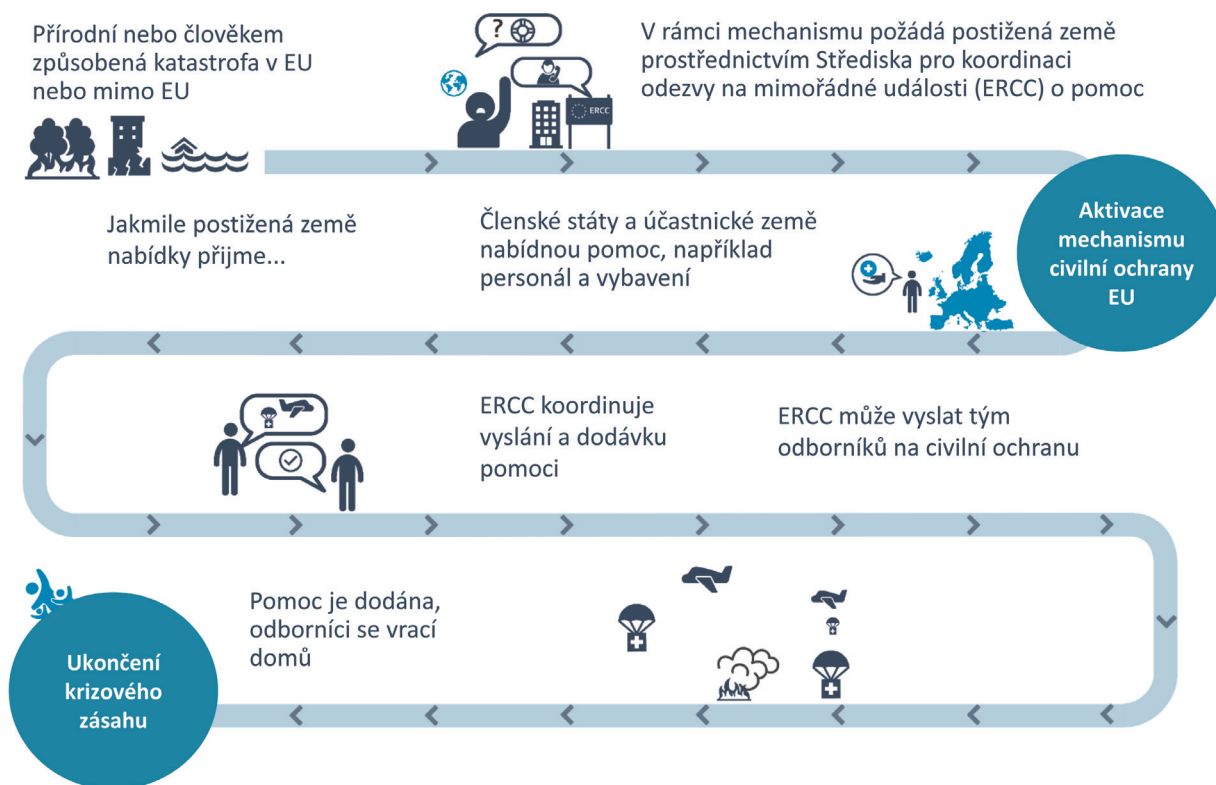 Přírodní nebo člověkem
způsobená katastrofa v EU
nebo mimo EU
?
ERCC
V rámci mechanismu požádá postižená země
prostřednictvím Střediska pro koordinaci
odezvy na mimořádné události (ERCC) o pomoc
Aktivace
mechanismu
civilní ochrany
EU
Členské státy a účastnické země
nabídnou pomoc, například
personál a vybavení
Jakmile postižená země
nabídky přijme...
ERCC koordinuje
vyslání a dodávku
pomoci
ERCC může vyslat tým
odborníků na civilní ochranu
Pomoc je dodána,
odborníci se vrací
domů
Ukončení
krizového
zásahu